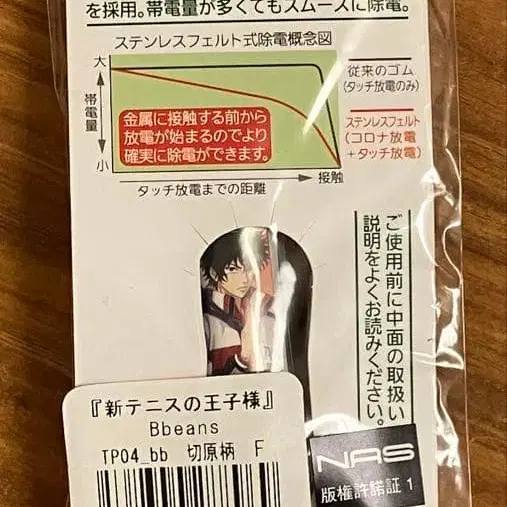 を採用。帯電量が多くてもスムーズに除電。
ステンレスフェルト式除電概念図
大
帯電量
小
金属に接触する前から
放電が始まるのでより
確実に除電ができます。
従来のゴム
(タッチ放電のみ)
ステンレスフェルト
(コロナ放電
+タッチ放電)
タッチ放電までの距離
接触
ご使用前に中面の取扱い
説明をよくお読みください。
『新テニスの王子様』
Bbeans
TP04_bb 切原柄 F
NAS
版権許諾証 1